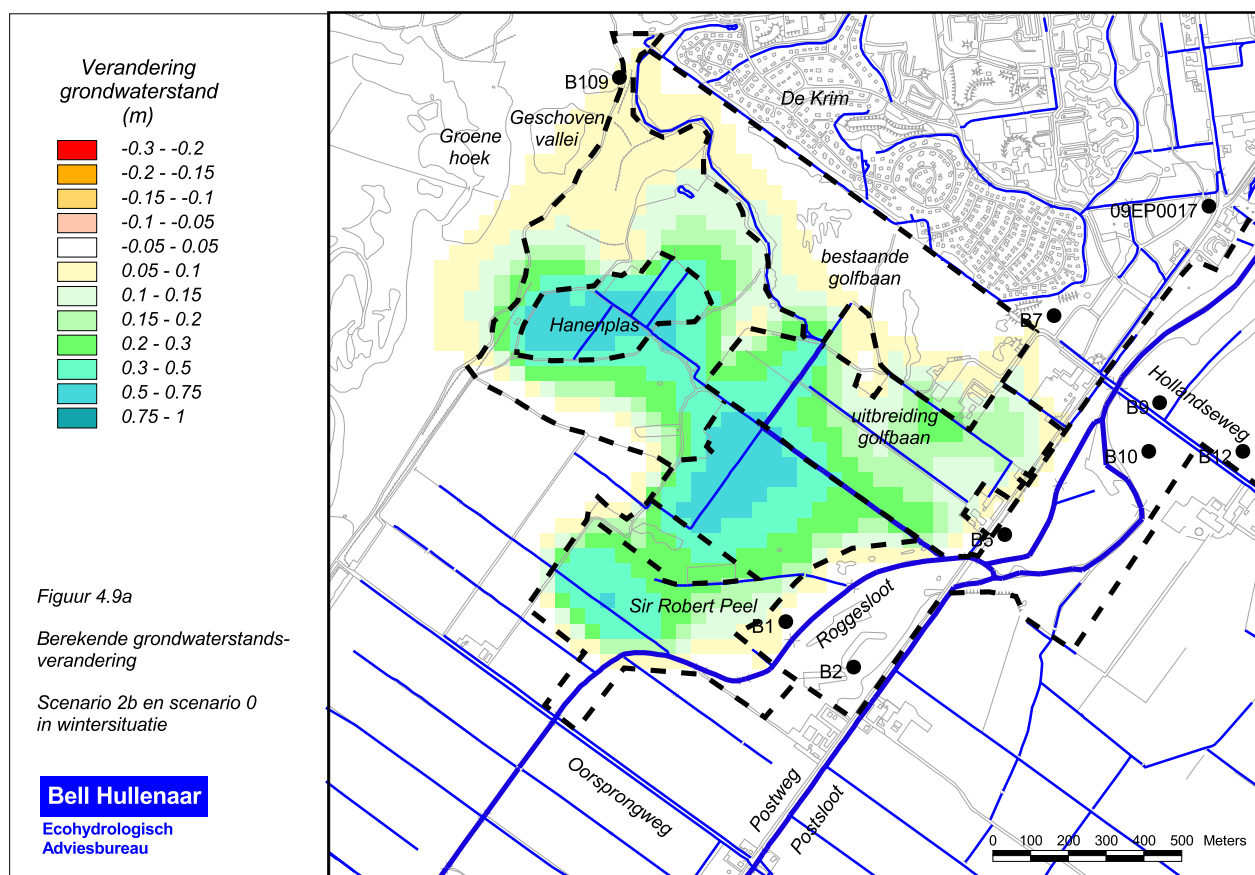 Verandering
grondwaterstand
(m)
-0.3 - -0.2
-0.2 - -0.15
-0.15 - -0.1
-0.1 - -0.05
-0.05 - 0.05
0.05 - 0.1
0.1 - 0.15
0.15 - 0.2
0.2 - 0.3
0.3 - 0.5
0.5 - 0.75
0.75 - 1
Figuur 4.9a
Berekende grondwaterstands-
verandering
Scenario 2b en scenario 0
in wintersituatie
Bell Hullenaar
Ecohydrologisch
Adviesbureau
B109
De Krim
Geschoven
vallei
Groene
hoek
09EP0017
bestaande
golfbaan
B7
Hanenplas
Hollandseweg
B9
uitbreiding
golfbaan
B10
B12
B5
Sir Robert Peel
B1
Roggesloot
B2
Oorsprongweg
Postweg
Postsloot
0 100 200 300 400 500 Meters